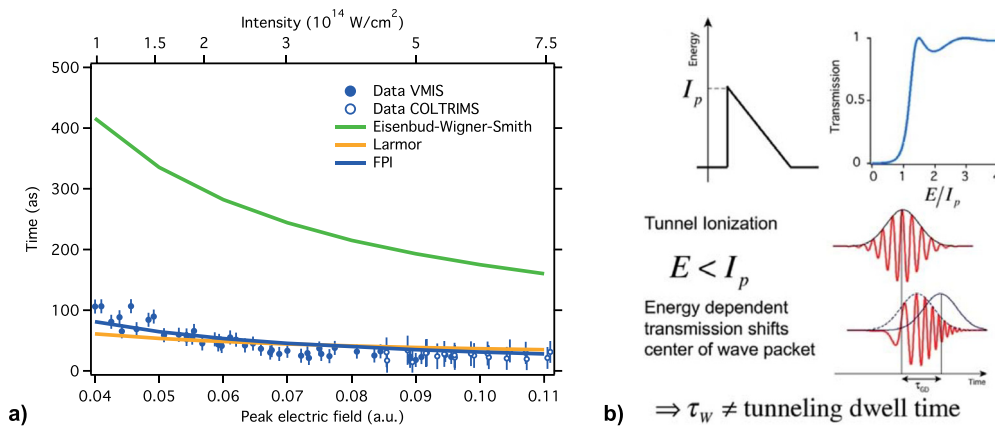 Intensity (10^14 W/cm^2)
1 1.5 2 3 5 7.5
500
400
300
200
100
0
Time (as)
Data VMIS
Data COLTRIMS
Eisenbud-Wigner-Smith
Larmor
FPI
0.04 0.05 0.06 0.07 0.08 0.09 0.10 0.11
Peak electric field (a.u.)
a)
Energy
I_p
Transmission
1
0.5
0
0 1 2 3 4
E/I_p
Tunnel Ionization
E < I_p
Energy dependent
transmission shifts
center of wave packet
τ_GD
Time
b)
⇒ τ_W ≠ tunneling dwell time